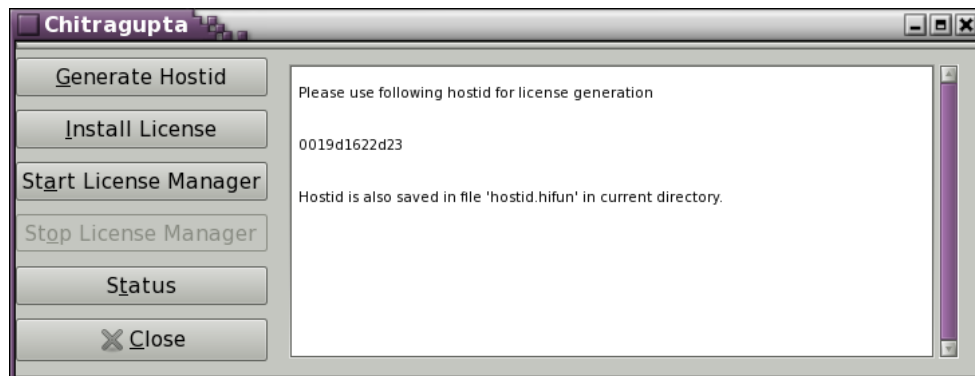 Chitragupta
Generate Hostid
Install License
Start License Manager
Stop License Manager
Status
Close
Please use following hostid for license generation
0019d1622d23
Hostid is also saved in file 'hostid.hifun' in current directory.